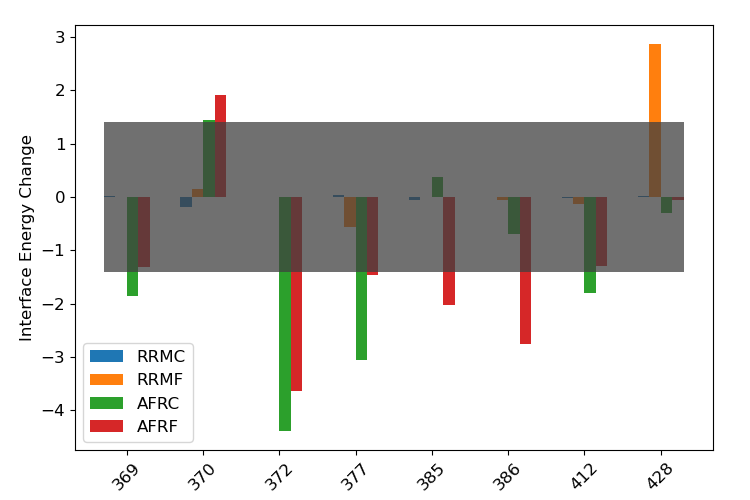 Interface Energy Change
3
2
1
0
−1
−2
−3
−4
RRMC
RRMF
AFRC
AFRF
369 370 372 377 385 386 412 428